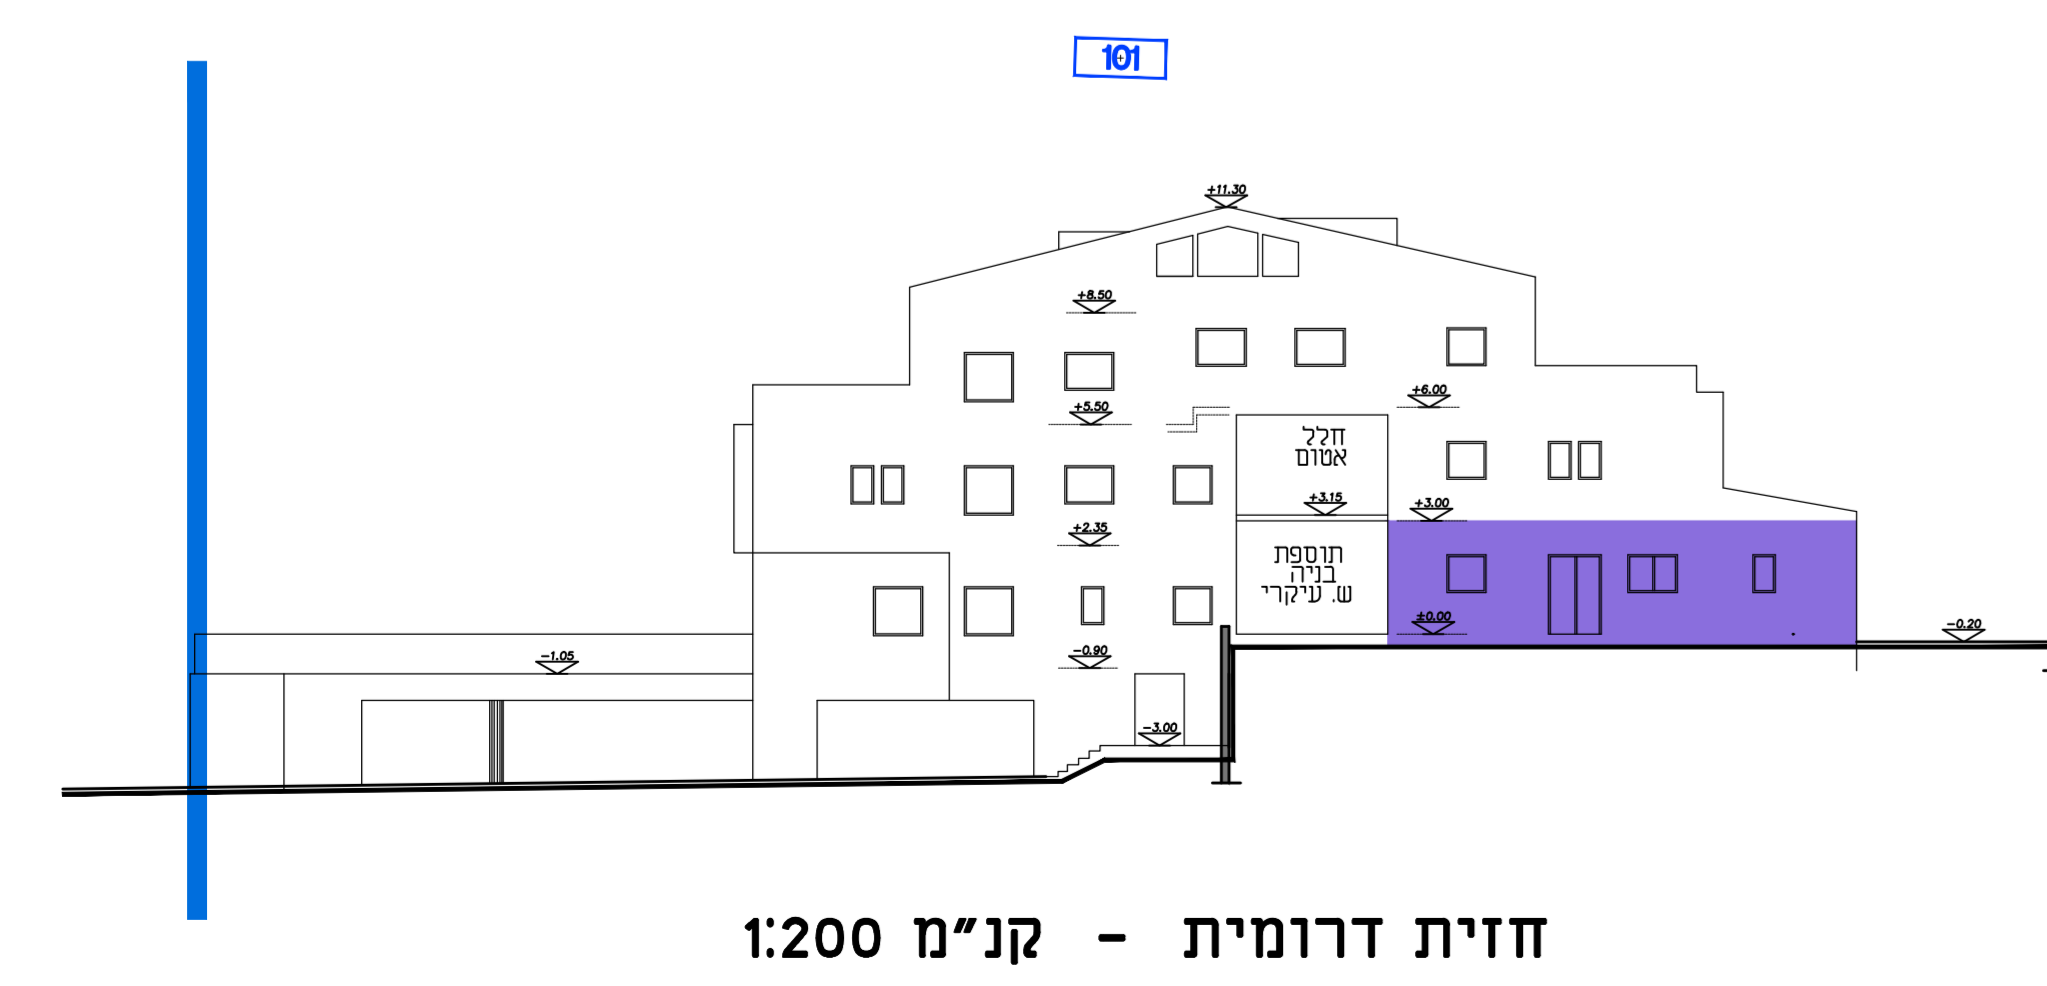 101
+11.30
+8.50
+5.50
+6.00
חלל
אטום
+3.15
+3.00
+2.35
תוספת
בניה
ש. עיקרי
±0.00
-0.20
-0.90
-1.05
-3.00
חזית דרומית - קנ״מ 1:200